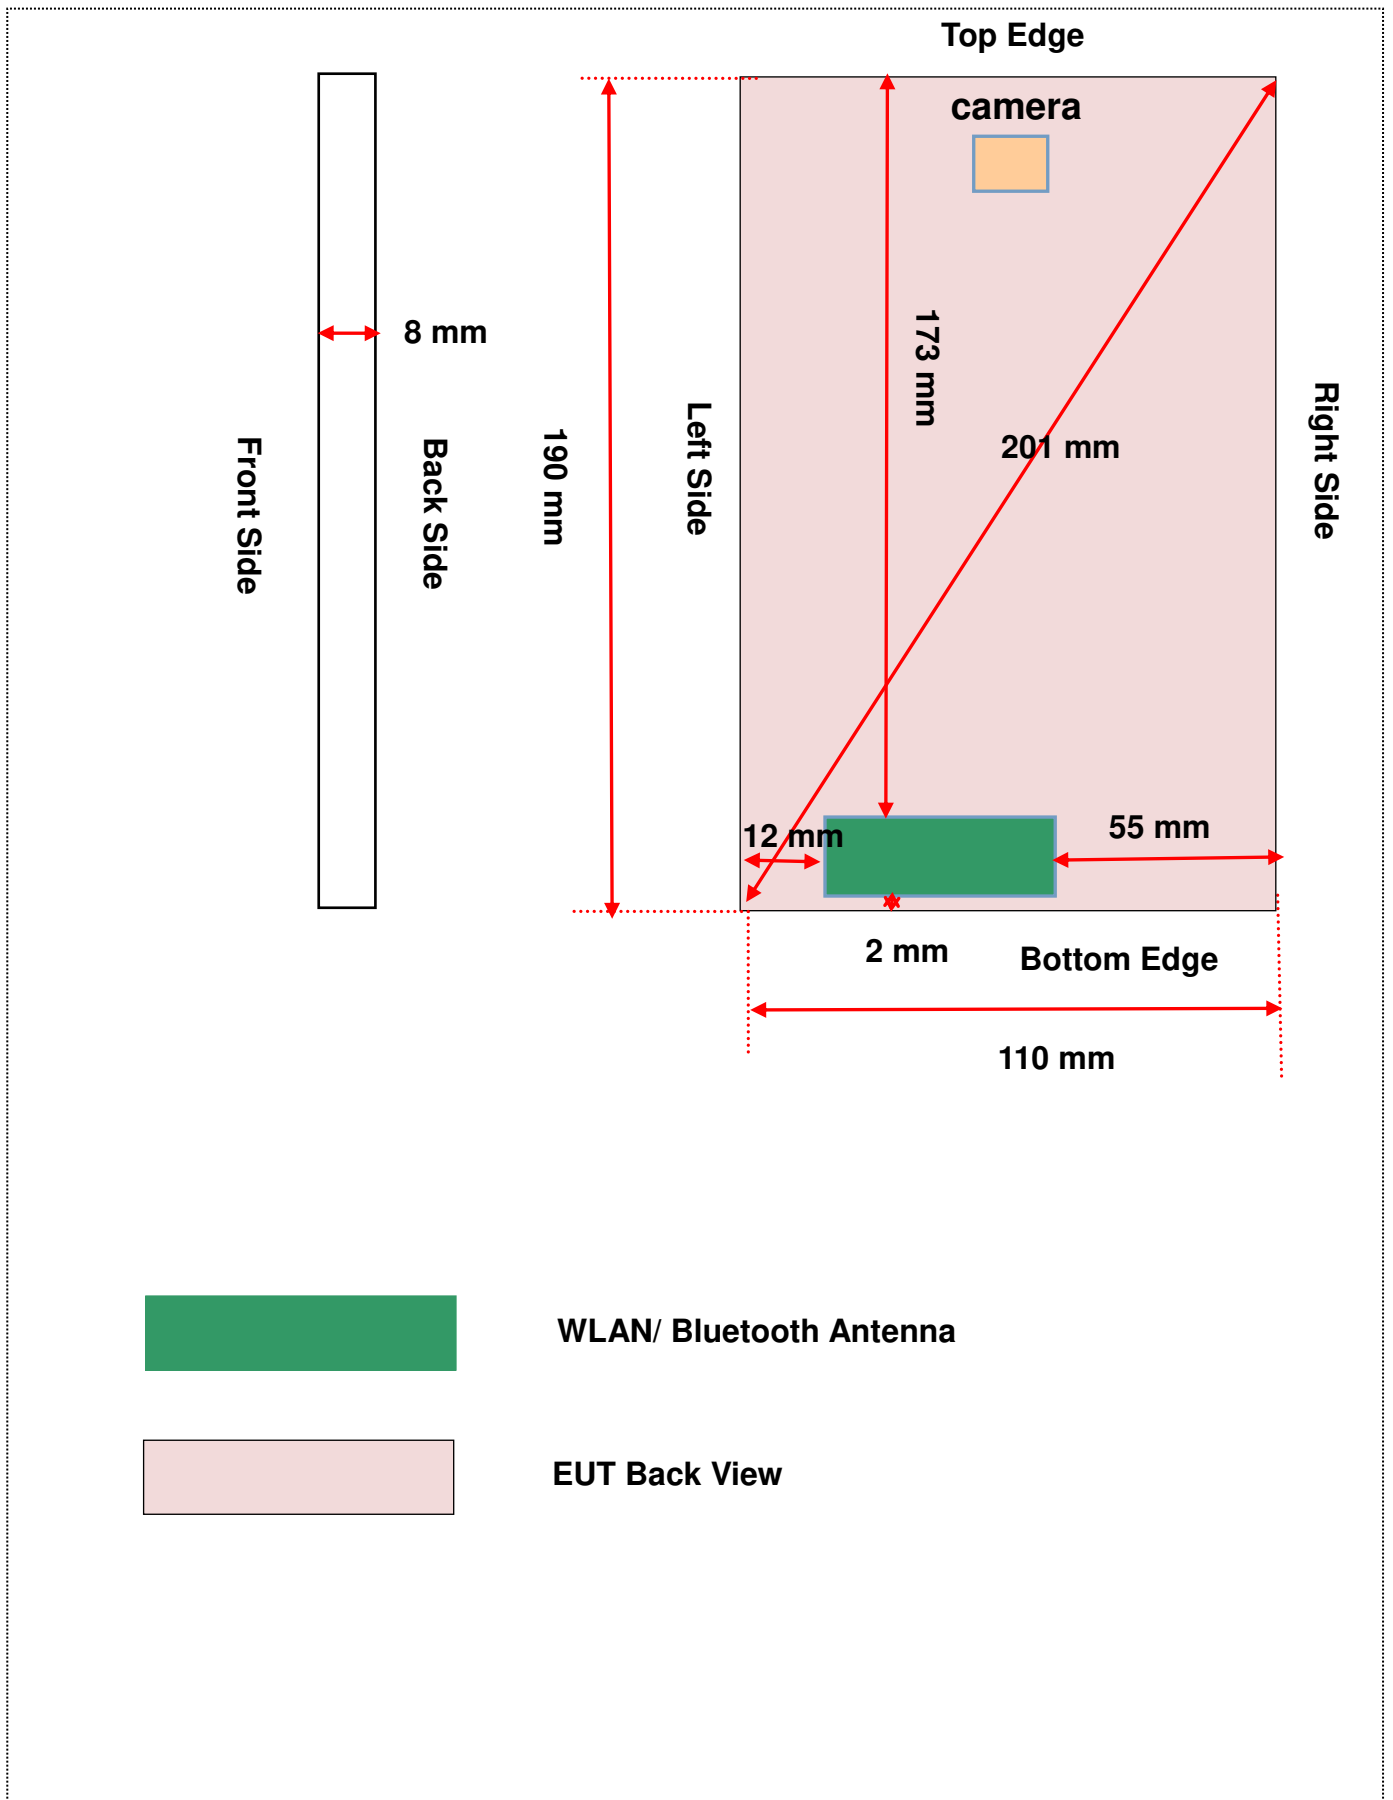 Top Edge
camera
8 mm
173 mm
190 mm
Left Side
Right Side
201 mm
Front Side
Back Side
12 mm
55 mm
2 mm
Bottom Edge
110 mm
WLAN/ Bluetooth Antenna
EUT Back View